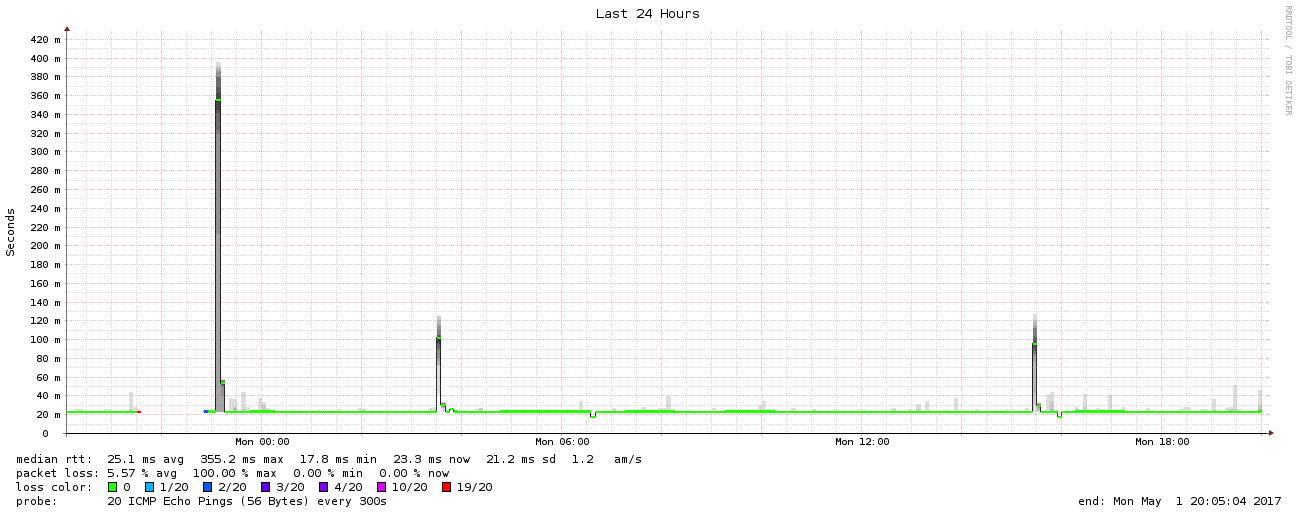 Last 24 Hours
RRDTOOL / TOBI OETIKER
Seconds
420 m
400 m
380 m
360 m
340 m
320 m
300 m
280 m
260 m
240 m
220 m
200 m
180 m
160 m
140 m
120 m
100 m
80 m
60 m
40 m
20 m
0
Mon 00:00 Mon 06:00 Mon 12:00 Mon 18:00
median rtt: 25.1 ms avg 355.2 ms max 17.8 ms min 23.3 ms now 21.2 ms sd 1.2 am/s
packet loss: 5.57 % avg 100.00 % max 0.00 % min 0.00 % now
loss color: 0 1/20 2/20 3/20 4/20 10/20 19/20
probe: 20 ICMP Echo Pings (56 Bytes) every 300s end: Mon May 1 20:05:04 2017